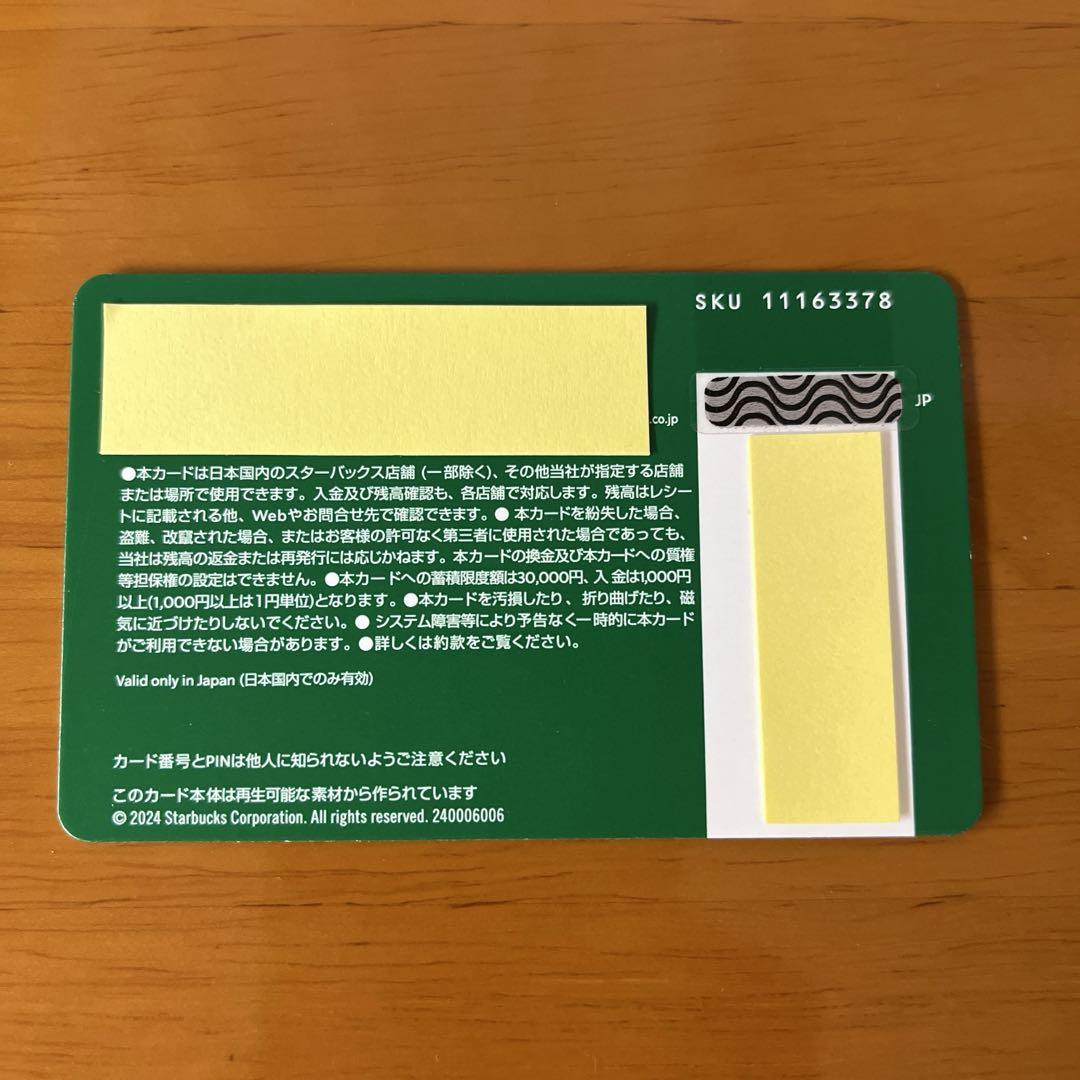 SKU 11163378
JP
.co.jp
●本カードは日本国内のスターバックス店舗 (一部除く)、その他当社が指定する店舗
または場所で使用できます。入金及び残高確認も、各店舗で対応します。残高はレシー
トに記載される他、Webやお問合せ先で確認できます。● 本カードを紛失した場合、
盗難、改竄された場合、またはお客様の許可なく第三者に使用された場合であっても、
当社は残高の返金または再発行には応じかねます。本カードの換金及び本カードへの質権
等担保権の設定はできません。●本カードへの蓄積限度額は30,000円、入 金は1,000円
以上(1,000円以上は1円単位)となります。●本カードを汚損したり、折り曲げたり、磁
気に近づけたりしないでください。● システム障害等により予告なく一時的に本カード
がご利用できない場合があります。●詳しくは約款をご覧ください。
Valid only in Japan (日本国内でのみ有効)
カード番号とPINは他人に知られないようご注意ください
このカード本体は再生可能な素材から作られています
© 2024 Starbucks Corporation. All rights reserved. 240006006